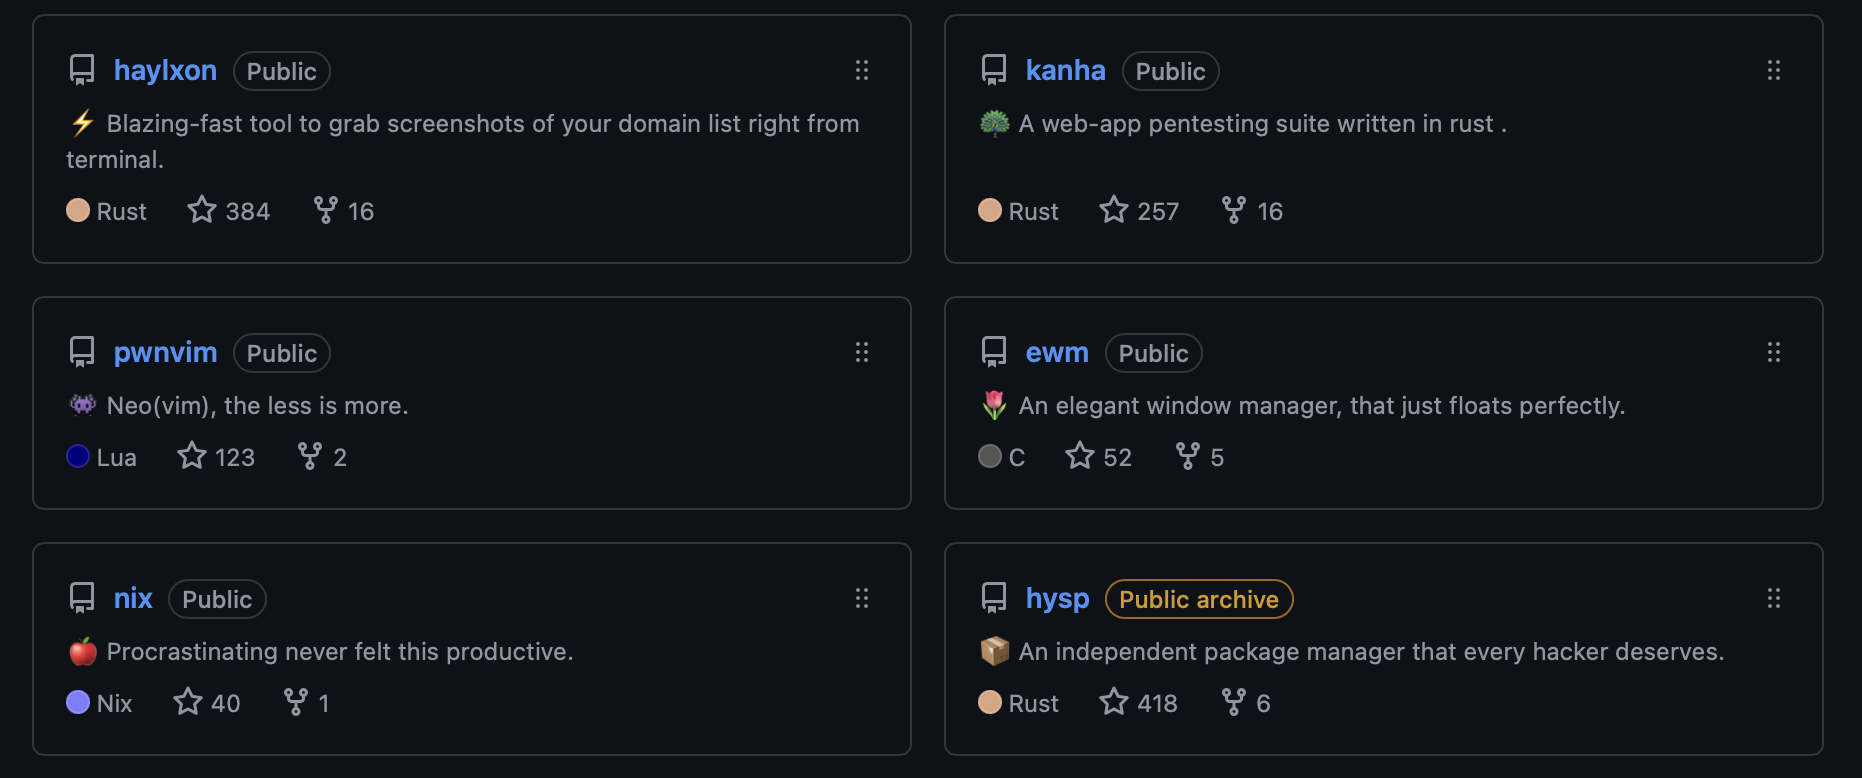 haylxon Public
⚡ Blazing-fast tool to grab screenshots of your domain list right from
terminal.
Rust 384 16
kanha Public
🦚 A web-app pentesting suite written in rust .
Rust 257 16
pwnvim Public
👾 Neo(vim), the less is more.
Lua 123 2
ewm Public
🌷 An elegant window manager, that just floats perfectly.
C 52 5
nix Public
🍎 Procrastinating never felt this productive.
Nix 40 1
hysp Public archive
📦 An independent package manager that every hacker deserves.
Rust 418 6